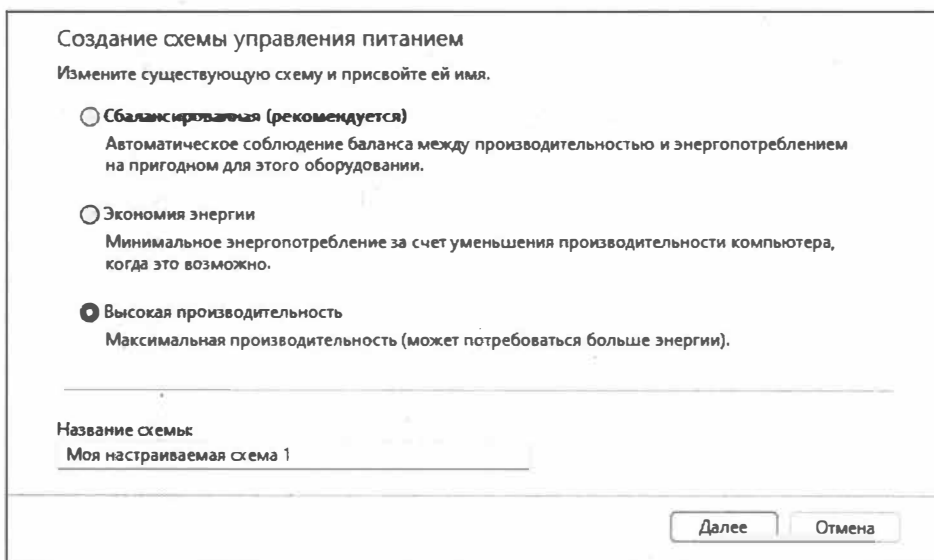 Создание схемы управления питанием
Измените существующую схему и присвойте ей имя.
Сбалансированная (рекомендуется)
Автоматическое соблюдение баланса между производительностью и энергопотреблением
на пригодном для этого оборудовании.
Экономия энергии
Минимальное энергопотребление за счет уменьшения производительности компьютера,
когда это возможно.
Высокая производительность
Максимальная производительность (может потребоваться больше энергии).
Название схемы:
Моя настраиваемая схема 1
Далее Отмена